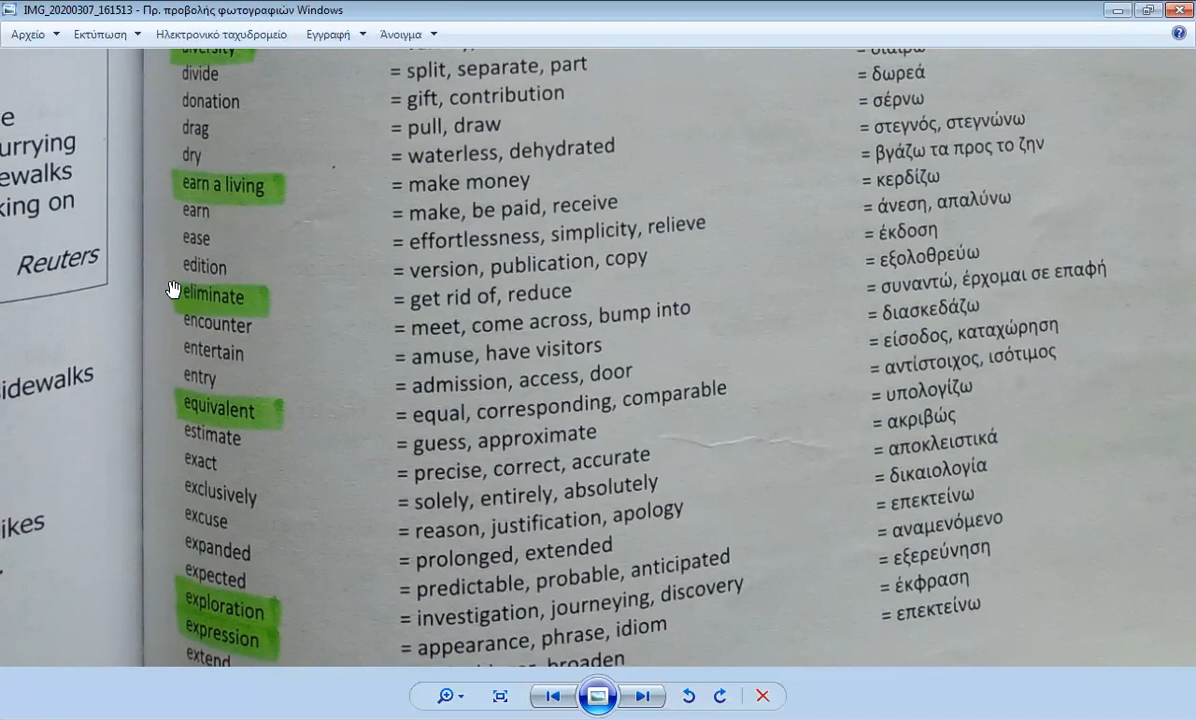 IMG_20200307_161513 - Πρ. προβολής φωτογραφιών Windows
Αρχείο Εκτύπωση Ηλεκτρονικό ταχυδρομείο Εγγραφή Άνοιγμα
e
urrying
ewalks
king on
Reuters
idewalks
ikes
diversity
divide = split, separate, part = διαιρώ
donation = gift, contribution = δωρεά
drag = pull, draw = σέρνω
dry = waterless, dehydrated = στεγνός, στεγνώνω
earn a living = make money = βγάζω τα προς το ζην
earn = make, be paid, receive = κερδίζω
ease = effortlessness, simplicity, relieve = άνεση, απαλύνω
edition = version, publication, copy = έκδοση
eliminate = get rid of, reduce = εξολοθρεύω
encounter = meet, come across, bump into = συναντώ, έρχομαι σε επαφή
entertain = amuse, have visitors = διασκεδάζω
entry = admission, access, door = είσοδος, καταχώρηση
equivalent = equal, corresponding, comparable = αντίστοιχος, ισότιμος
estimate = guess, approximate = υπολογίζω
exact = precise, correct, accurate = ακριβώς
exclusively = solely, entirely, absolutely = αποκλειστικά
excuse = reason, justification, apology = δικαιολογία
expanded = prolonged, extended = επεκτείνω
expected = predictable, probable, anticipated = αναμενόμενο
exploration = investigation, journeying, discovery = εξερεύνηση
expression = appearance, phrase, idiom = έκφραση
extend broaden = επεκτείνω